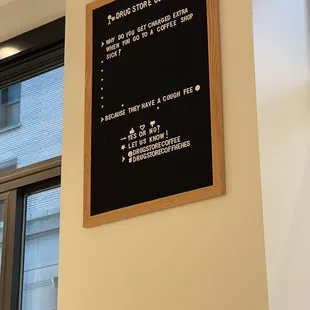 DRUG STORE
> WHY DO YOU GET CHARGED EXTRA
WHEN YOU GO TO A COFFEE SHOP
SICK?
> BECAUSE THEY HAVE A COUGH FEE
YES OR NO?
LET US KNOW!
@DRUGSTORECOFFEE
#DRUGSTORECOFFHEHES